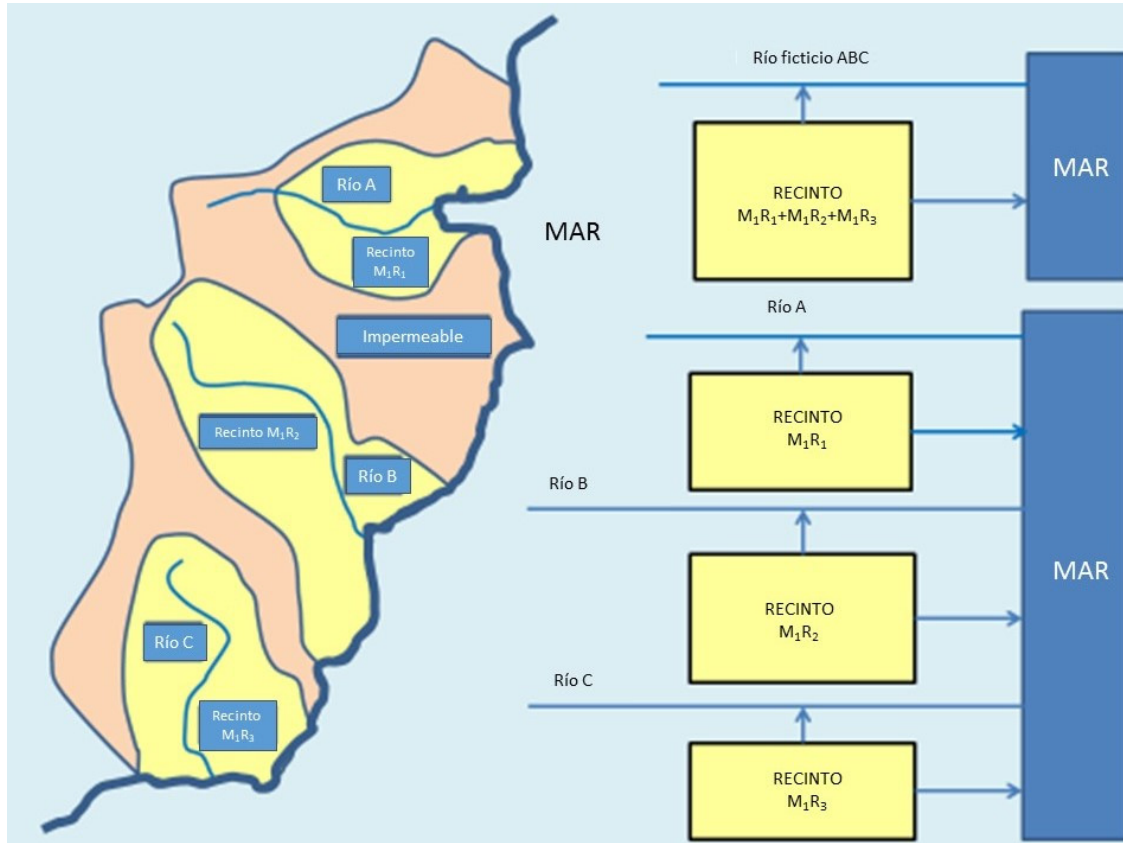 Río A
Recinto
M₁R₁
Impermeable
Recinto M₁R₂
Río B
Río C
Recinto
M₁R₃
MAR
Río ficticio ABC
RECINTO
M₁R₁+M₁R₂+M₁R₃
MAR
Río A
RECINTO
M₁R₁
Río B
RECINTO
M₁R₂
MAR
Río C
RECINTO
M₁R₃